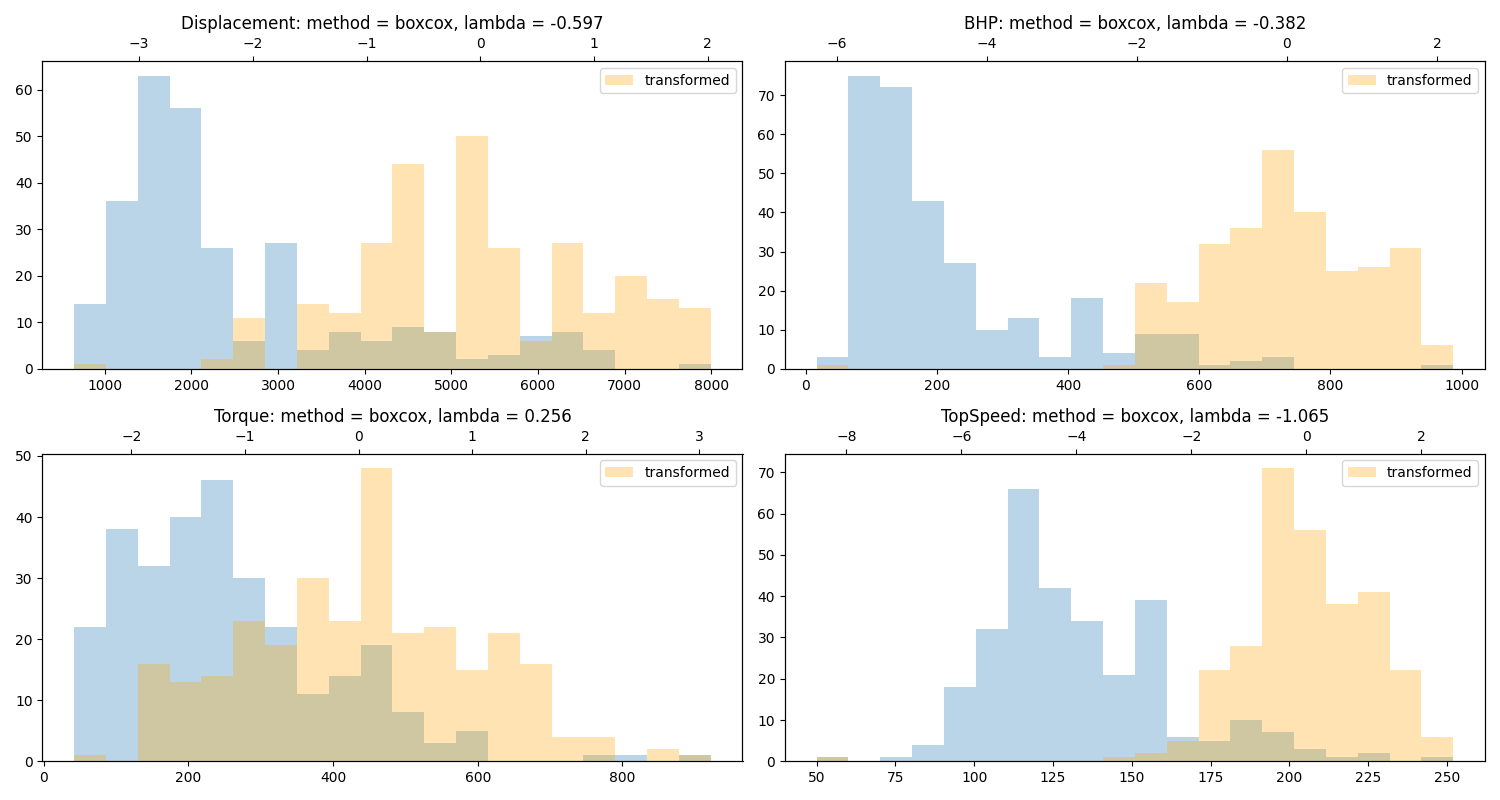 Displacement: method = boxcox, lambda = -0.597
−3 −2 −1 0 1 2
transformed
60
50
40
30
20
10
0
1000 2000 3000 4000 5000 6000 7000 8000
BHP: method = boxcox, lambda = -0.382
−6 −4 −2 0 2
transformed
70
60
50
40
30
20
10
0
0 200 400 600 800 1000
Torque: method = boxcox, lambda = 0.256
−2 −1 0 1 2 3
transformed
50
40
30
20
10
0
0 200 400 600 800
TopSpeed: method = boxcox, lambda = -1.065
−8 −6 −4 −2 0 2
transformed
70
60
50
40
30
20
10
0
50 75 100 125 150 175 200 225 250